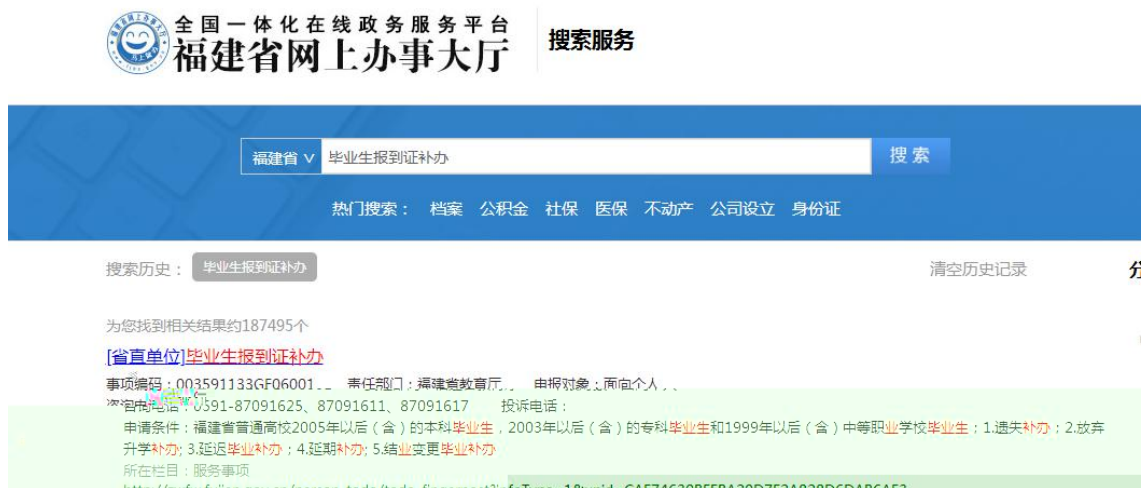 全国一体化在线政务服务平台
福建省网上办事大厅
搜索服务
福建省 ∨ 毕业生报到证补办 搜 索
热门搜索： 档案 公积金 社保 医保 不动产 公司设立 身份证
搜索历史： 毕业生报到证补办 清空历史记录
为您找到相关结果约187495个
[省直单位]毕业生报到证补办
事项编码：003591133GF06001 责任部门：福建省教育厅 申报对象：面向个人
咨询电话：0591-87091625、87091611、87091617 投诉电话：
申请条件：福建省普通高校2005年以后（含）的本科毕业生，2003年以后（含）的专科毕业生和1999年以后（含）中等职业学校毕业生；1.遗失补办；2.放弃
升学补办; 3.延迟毕业补办；4.延期补办; 5.结业变更毕业补办
所在栏目：服务事项